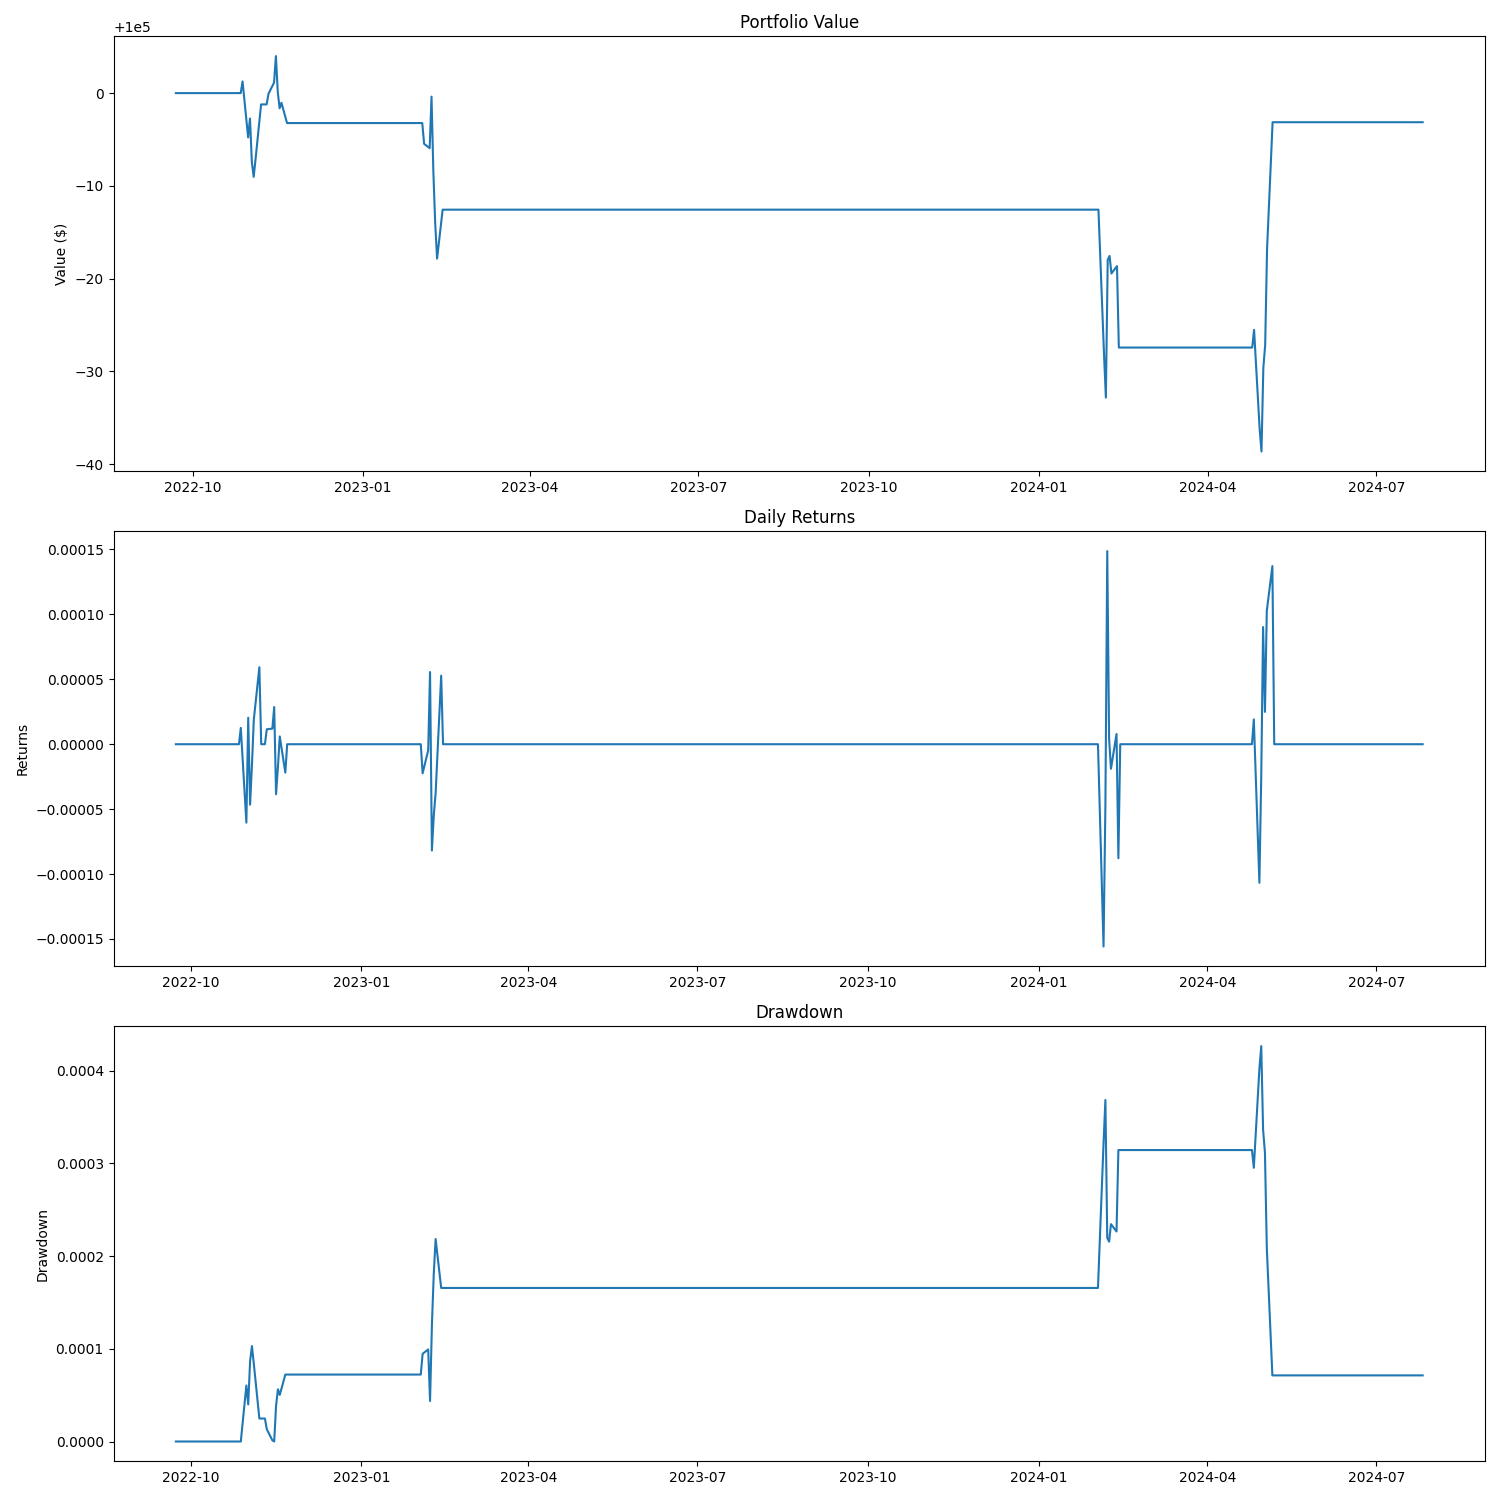 Portfolio Value
+1e5
0
−10
−20
−30
−40
Value ($)
2022-10 2023-01 2023-04 2023-07 2023-10 2024-01 2024-04 2024-07
Daily Returns
0.00015
0.00010
0.00005
0.00000
−0.00005
−0.00010
−0.00015
Returns
2022-10 2023-01 2023-04 2023-07 2023-10 2024-01 2024-04 2024-07
Drawdown
0.0004
0.0003
0.0002
0.0001
0.0000
Drawdown
2022-10 2023-01 2023-04 2023-07 2023-10 2024-01 2024-04 2024-07